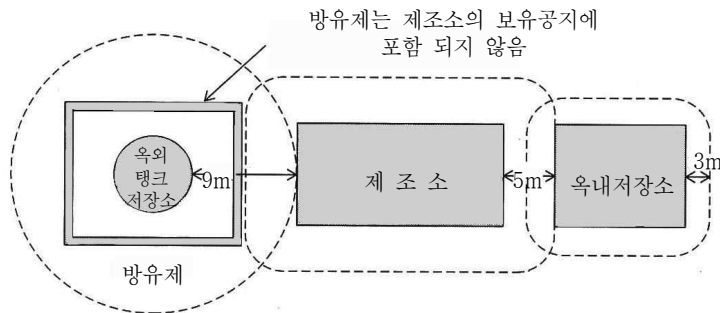 방유제는 제조소의 보유공지에
포함 되지 않음
옥외
탱크
저장소
9m
제 조 소
5m
옥내저장소
3m
방유제